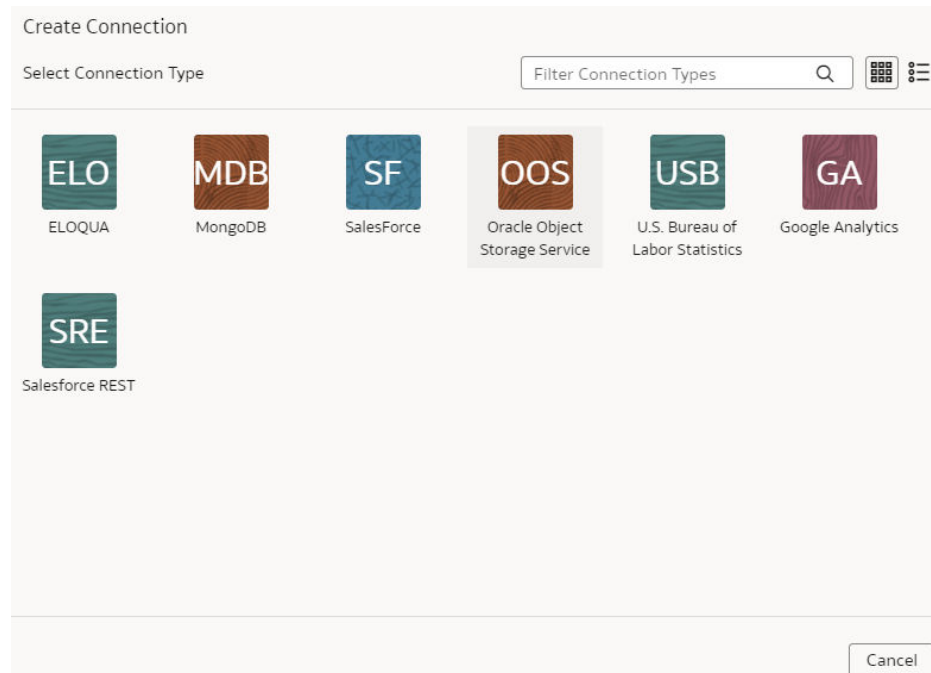 Create Connection
Select Connection Type
Filter Connection Types
ELO
MDB
SF
OOS
USB
GA
ELOQUA
MongoDB
SalesForce
Oracle Object
Storage Service
U.S. Bureau of
Labor Statistics
Google Analytics
SRE
Salesforce REST
Cancel